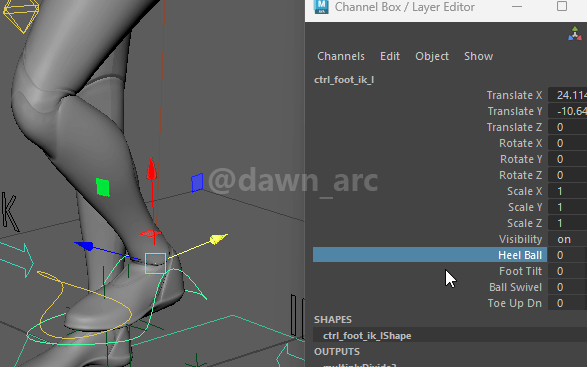 M
Channel Box / Layer Editor
Channels Edit Object Show
ctrl_foot_ik_l
Translate X 24.114
Translate Y -10.64
Translate Z 0
Rotate X 0
Rotate Y 0
Rotate Z 0
Scale X 1
Scale Y 1
Scale Z 1
Visibility on
Heel Ball 0
Foot Tilt 0
Ball Swivel 0
Toe Up Dn 0
SHAPES
ctrl_foot_ik_lShape
OUTPUTS
@dawn_arc
K